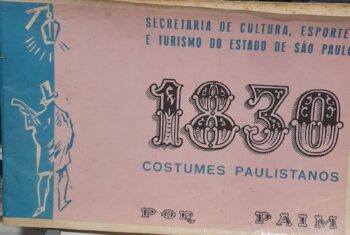 SECRETARIA DE CULTURA, ESPORTE
E TURISMO DO ESTADO DE SÃO PAULO
1830
COSTUMES PAULISTANOS
POR PAIM